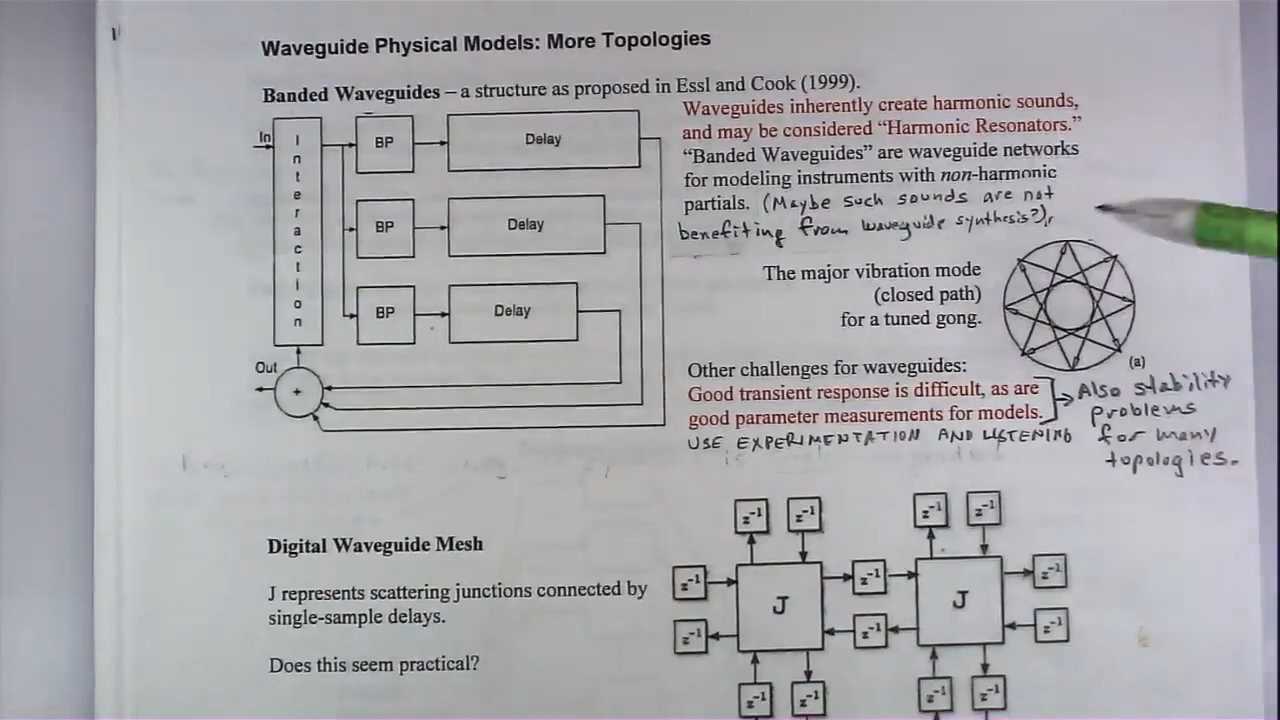 Waveguide Physical Models: More Topologies
Banded Waveguides – a structure as proposed in Essl and Cook (1999).
In
Interaction
BP
Delay
BP
Delay
BP
Delay
Out
+
Waveguides inherently create harmonic sounds,
and may be considered “Harmonic Resonators.”
“Banded Waveguides” are waveguide networks
for modeling instruments with non-harmonic
partials. (Maybe such sounds are not
benefiting from waveguide synthesis?)
The major vibration mode
(closed path)
for a tuned gong.
(a)
Other challenges for waveguides:
Good transient response is difficult, as are
good parameter measurements for models.
USE EXPERIMENTATION AND LISTENING
Also stability
problems
for many
topologies.
Digital Waveguide Mesh
J represents scattering junctions connected by
single-sample delays.
Does this seem practical?
z⁻¹ z⁻¹ z⁻¹ z⁻¹
z⁻¹ z⁻¹ z⁻¹
J J
z⁻¹ z⁻¹ z⁻¹
z⁻¹ z⁻¹ z⁻¹ z⁻¹